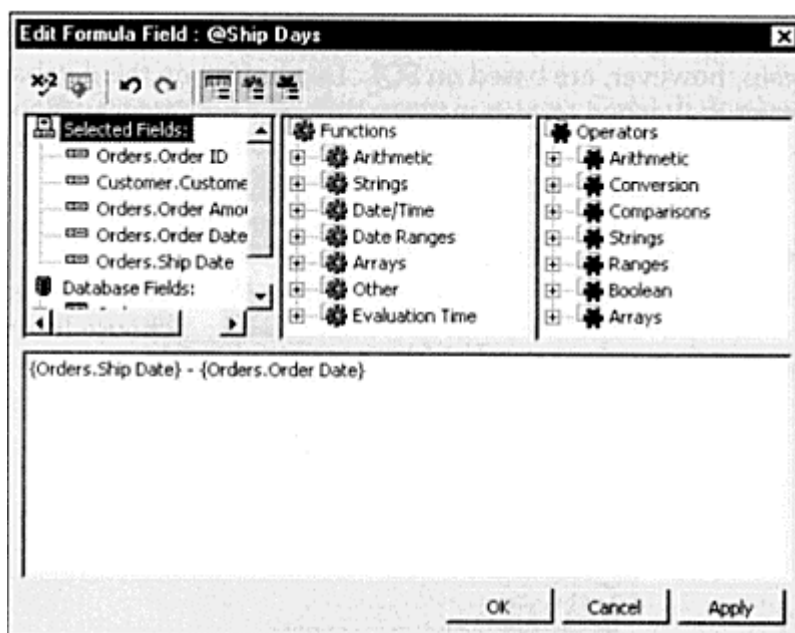 Edit Formula Field : @Ship Days
x+2
Selected Fields:
Orders.Order ID
Customer.Custome
Orders.Order Amou
Orders.Order Date
Orders.Ship Date
Database Fields:
Functions
Arithmetic
Strings
Date/Time
Date Ranges
Arrays
Other
Evaluation Time
Operators
Arithmetic
Conversion
Comparisons
Strings
Ranges
Boolean
Arrays
{Orders.Ship Date} - {Orders.Order Date}
OK
Cancel
Apply